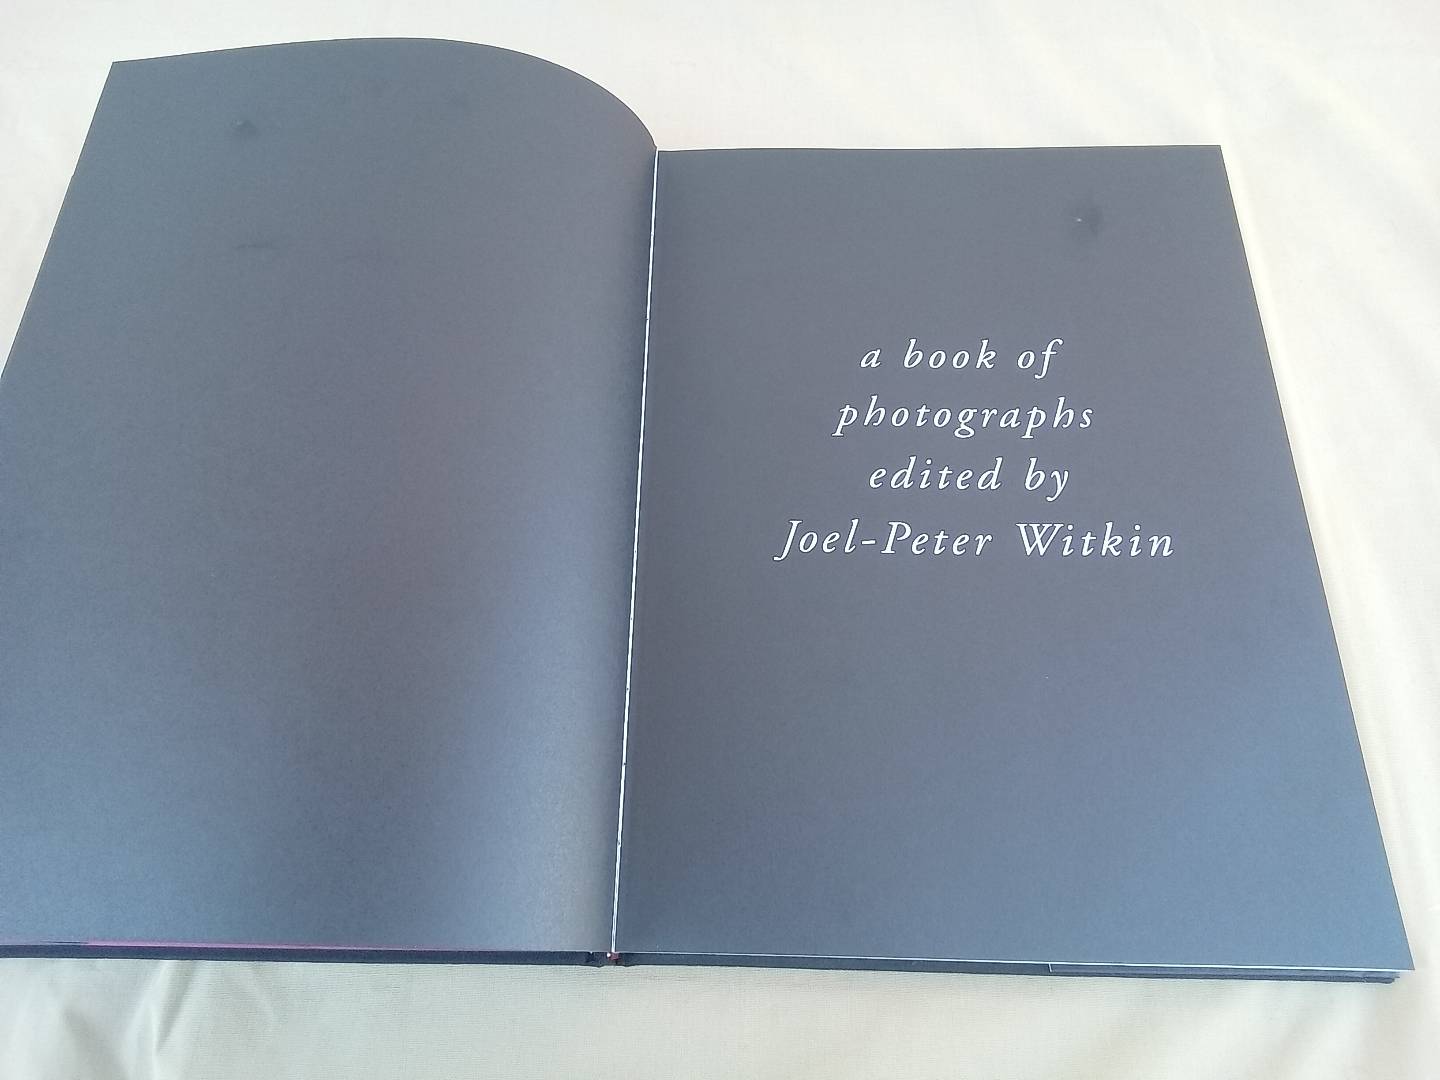 a book of
photographs
edited by
Joel-Peter Witkin